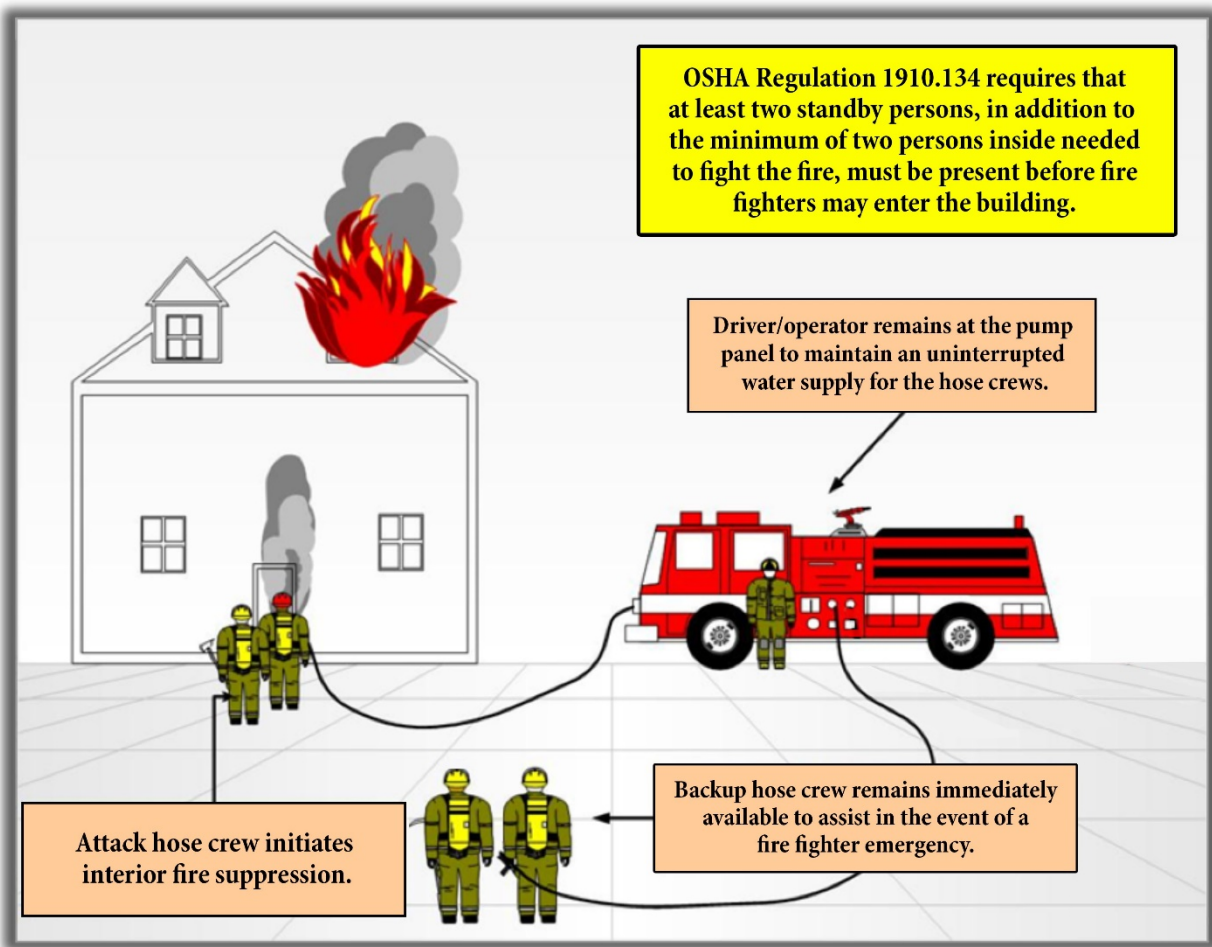 OSHA Regulation 1910.134 requires that
at least two standby persons, in addition to
the minimum of two persons inside needed
to fight the fire, must be present before fire
fighters may enter the building.
Driver/operator remains at the pump
panel to maintain an uninterrupted
water supply for the hose crews.
Backup hose crew remains immediately
available to assist in the event of a
fire fighter emergency.
Attack hose crew initiates
interior fire suppression.